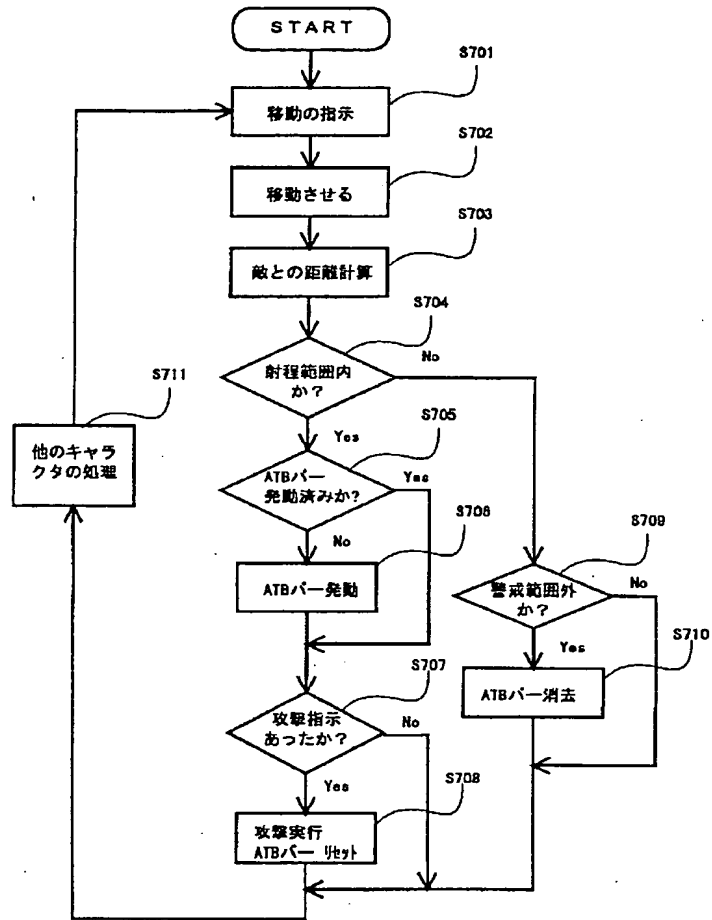 START
S701
移動の指示
S702
移動させる
S703
敵との距離計算
S704
射程範囲内
か？
No
S711
他のキャラ
クタの処理
Yes
S705
ATBバー
発動済みか？
Yes
No
S706
ATBバー発動
S709
警戒範囲外
か？
No
Yes
S710
ATBバー消去
S707
攻撃指示
あったか？
No
Yes
S708
攻撃実行
ATBバー リセット